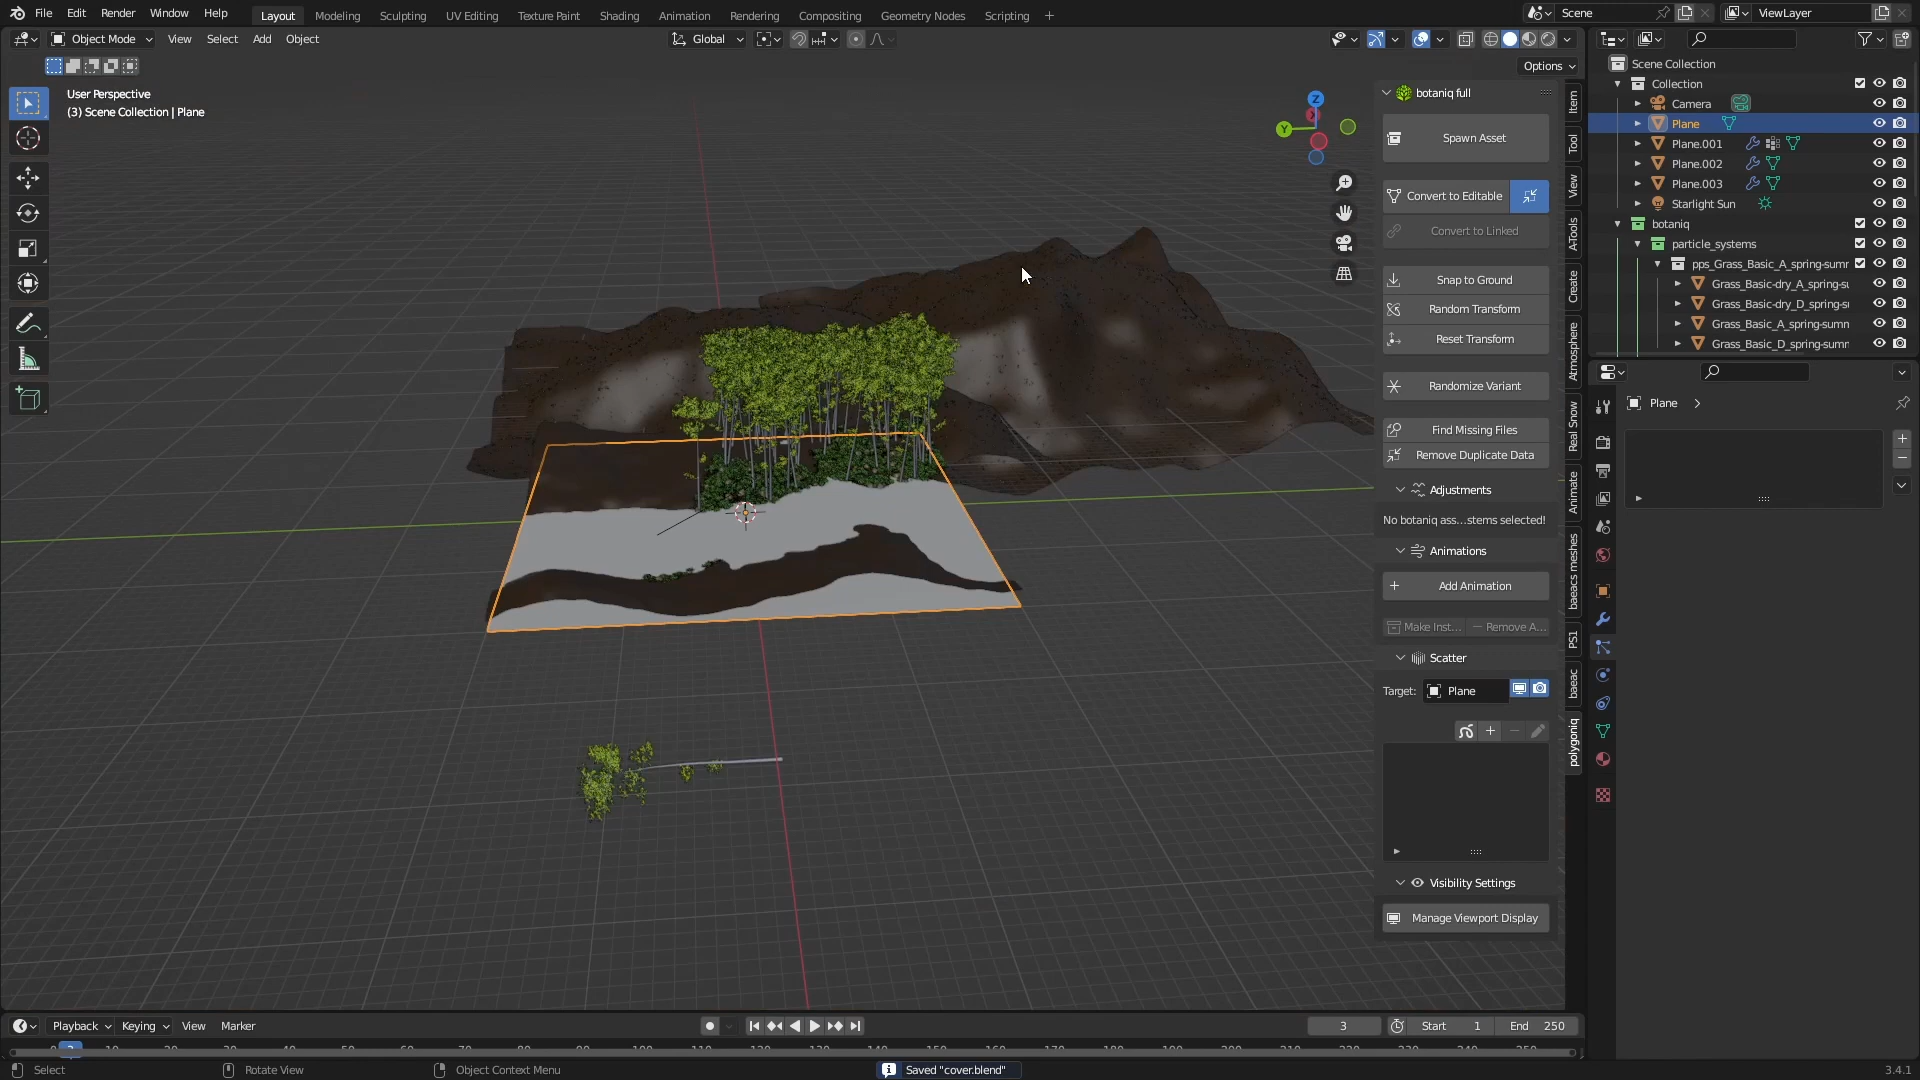 File Edit Render Window Help Layout Modeling Sculpting UV Editing Texture Paint Shading Animation Rendering Compositing Geometry Nodes Scripting + Scene ViewLayer
Object Mode View Select Add Object Global
Options
User Perspective
(3) Scene Collection | Plane
Z
Y
X
botaniq full
Spawn Asset
Convert to Editable
Convert to Linked
Snap to Ground
Random Transform
Reset Transform
Randomize Variant
Find Missing Files
Remove Duplicate Data
Adjustments
No botaniq ass...stems selected!
Animations
Add Animation
Make Inst... Remove A...
Scatter
Target: Plane
Visibility Settings
Manage Viewport Display
Item
Tool
View
A-Tools
Create
Atmosphere
Real Snow
Animate
baeacs meshes
PS1
baeac
polygoniq
Scene Collection
Collection
Camera
Plane
Plane.001
Plane.002
Plane.003
Starlight Sun
botaniq
particle_systems
pps_Grass_Basic_A_spring-summ
Grass_Basic-dry_A_spring-su
Grass_Basic-dry_D_spring-su
Grass_Basic_A_spring-summ
Grass_Basic_D_spring-summ
Plane
Playback Keying View Marker 3 Start 1 End 250
Select Rotate View Object Context Menu Saved "cover.blend" 3.4.1